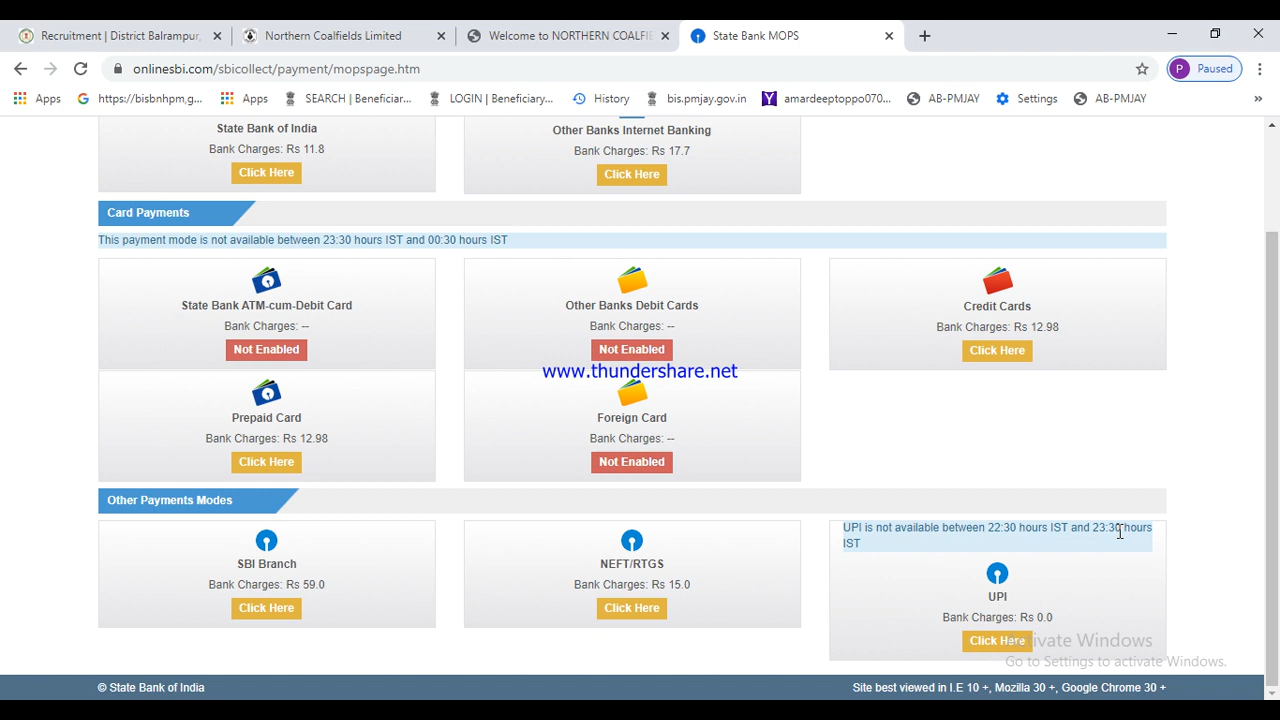 Recruitment | District Balrampur,
Northern Coalfields Limited
Welcome to NORTHERN COALFIE
State Bank MOPS
onlinesbi.com/sbicollect/payment/mopspage.htm
P Paused
Apps
https://bisbnhpm,g...
Apps
SEARCH | Beneficiar...
LOGIN | Beneficiary...
History
bis.pmjay.gov.in
amardeeptoppo070...
AB-PMJAY
Settings
AB-PMJAY
»
State Bank of India
Bank Charges: Rs 11.8
Click Here
Other Banks Internet Banking
Bank Charges: Rs 17.7
Click Here
Card Payments
This payment mode is not available between 23:30 hours IST and 00:30 hours IST
State Bank ATM-cum-Debit Card
Bank Charges: --
Not Enabled
Other Banks Debit Cards
Bank Charges: --
Not Enabled
Credit Cards
Bank Charges: Rs 12.98
Click Here
www.thundershare.net
Prepaid Card
Bank Charges: Rs 12.98
Click Here
Foreign Card
Bank Charges: --
Not Enabled
Other Payments Modes
SBI Branch
Bank Charges: Rs 59.0
Click Here
NEFT/RTGS
Bank Charges: Rs 15.0
Click Here
UPI is not available between 22:30 hours IST and 23:30 hours
IST
UPI
Bank Charges: Rs 0.0
Click Here
Activate Windows
Go to Settings to activate Windows.
© State Bank of India
Site best viewed in I.E 10 +, Mozilla 30 +, Google Chrome 30 +